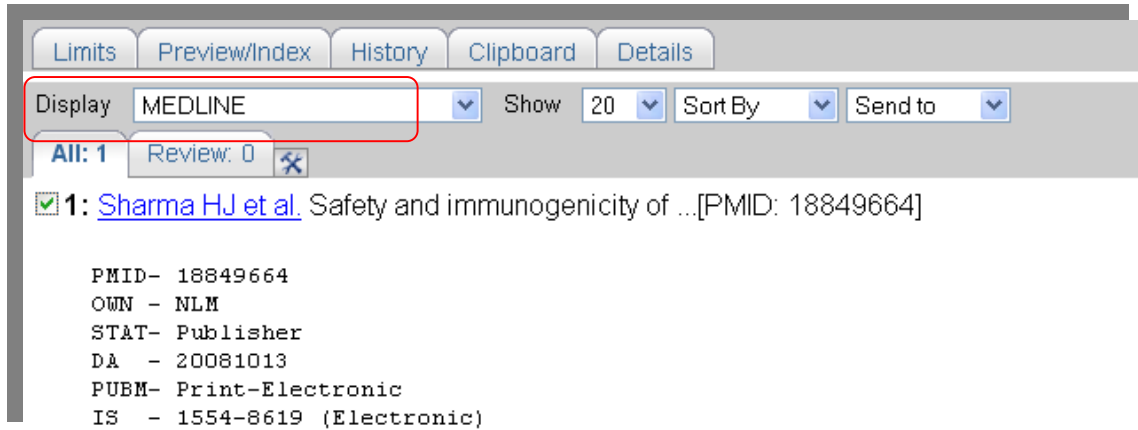 Limits Preview/Index History Clipboard Details
Display MEDLINE Show 20 Sort By Send to
All: 1 Review: 0
1: Sharma HJ et al. Safety and immunogenicity of ...[PMID: 18849664]
PMID- 18849664
OWN - NLM
STAT- Publisher
DA - 20081013
PUBM- Print-Electronic
IS - 1554-8619 (Electronic)